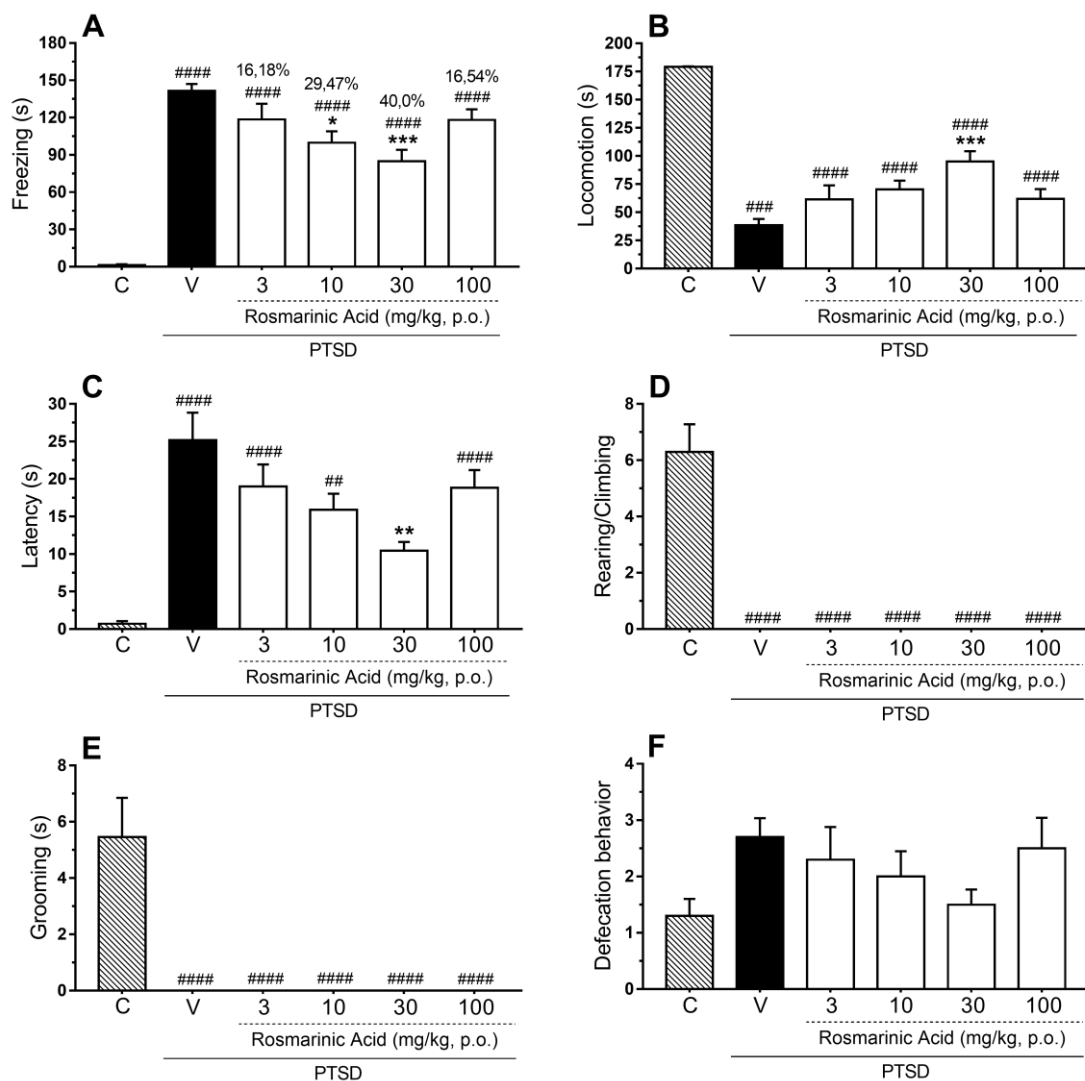 A
Freezing (s)
180
150
120
90
60
30
0
####
16,18%
####
29,47%
####
*
40,0%
####
***
16,54%
####
C V 3 10 30 100
Rosmarinic Acid (mg/kg, p.o.)
PTSD
B
Locomotion (s)
200
175
150
125
100
75
50
25
0
###
####
####
####
***
####
C V 3 10 30 100
Rosmarinic Acid (mg/kg, p.o.)
PTSD
C
Latency (s)
30
25
20
15
10
5
0
####
####
##
**
####
C V 3 10 30 100
Rosmarinic Acid (mg/kg, p.o.)
PTSD
D
Rearing/Climbing
8
6
4
2
0
#### #### #### #### ####
C V 3 10 30 100
Rosmarinic Acid (mg/kg, p.o.)
PTSD
E
Grooming (s)
8
6
4
2
0
#### #### #### #### ####
C V 3 10 30 100
Rosmarinic Acid (mg/kg, p.o.)
PTSD
F
Defecation behavior
4
3
2
1
0
C V 3 10 30 100
Rosmarinic Acid (mg/kg, p.o.)
PTSD